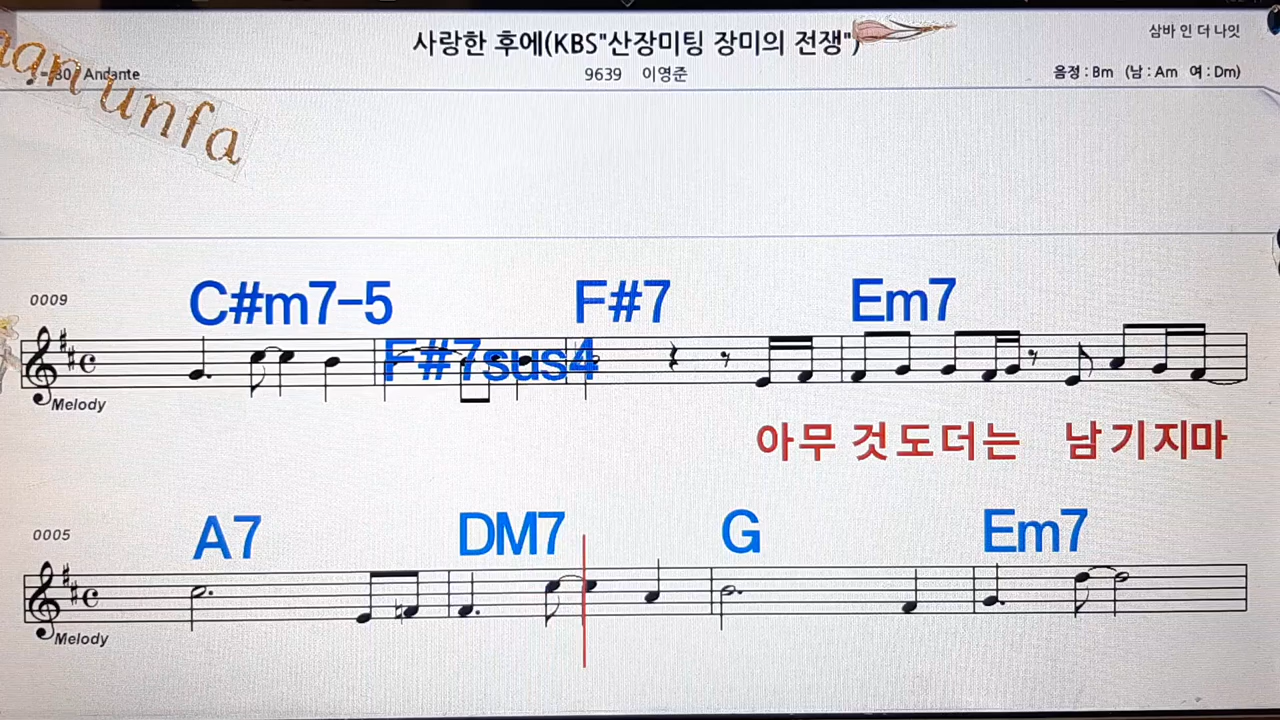 사랑한 후에(KBS"산장미팅 장미의 전쟁")
삼바 인 더 나잇
Andante
9639 이영준
음정 : Bm (남 : Am 여 : Dm)
unfa
0009
C#m7-5 F#7 Em7
F#7sus4
Melody
아무 것도더는 남기지마
0005
A7 DM7 G Em7
Melody